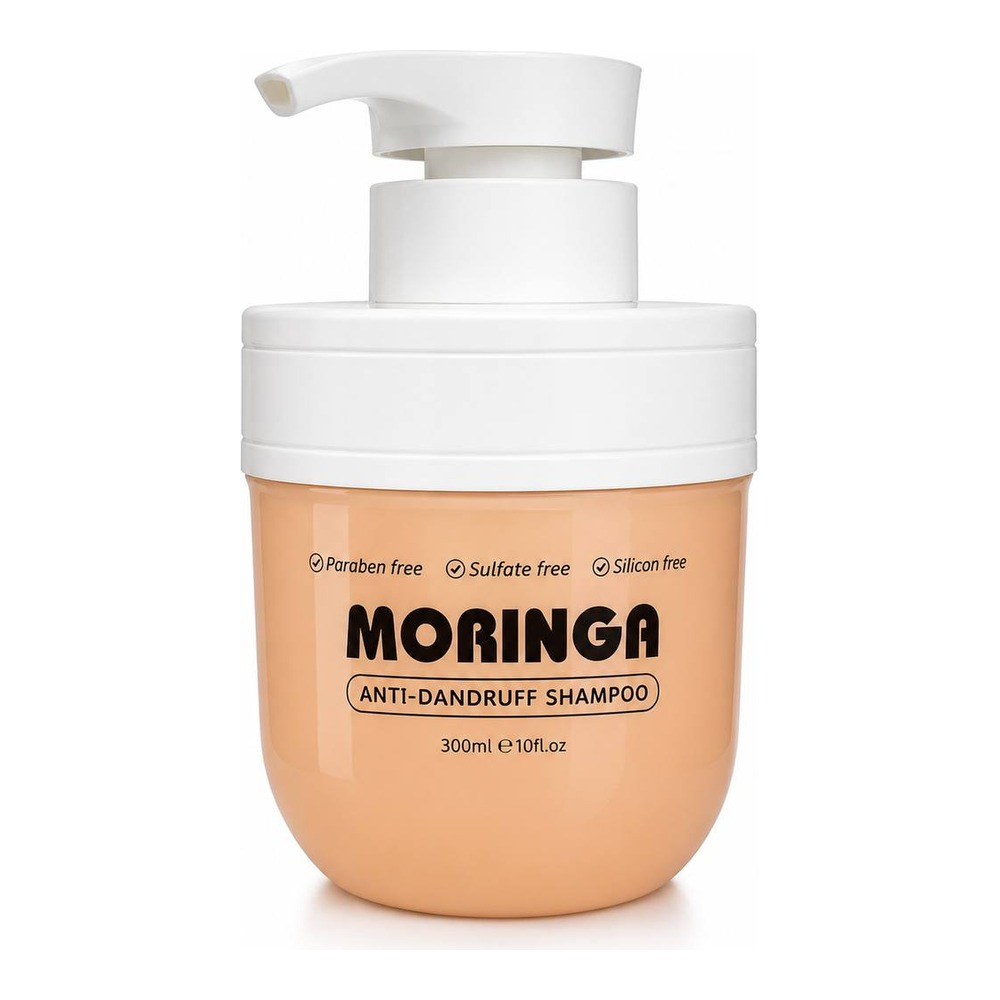 Paraben free Sulfate free Silicon free
MORINGA
ANTI-DANDRUFF SHAMPOO
300ml ℮ 10fl.oz